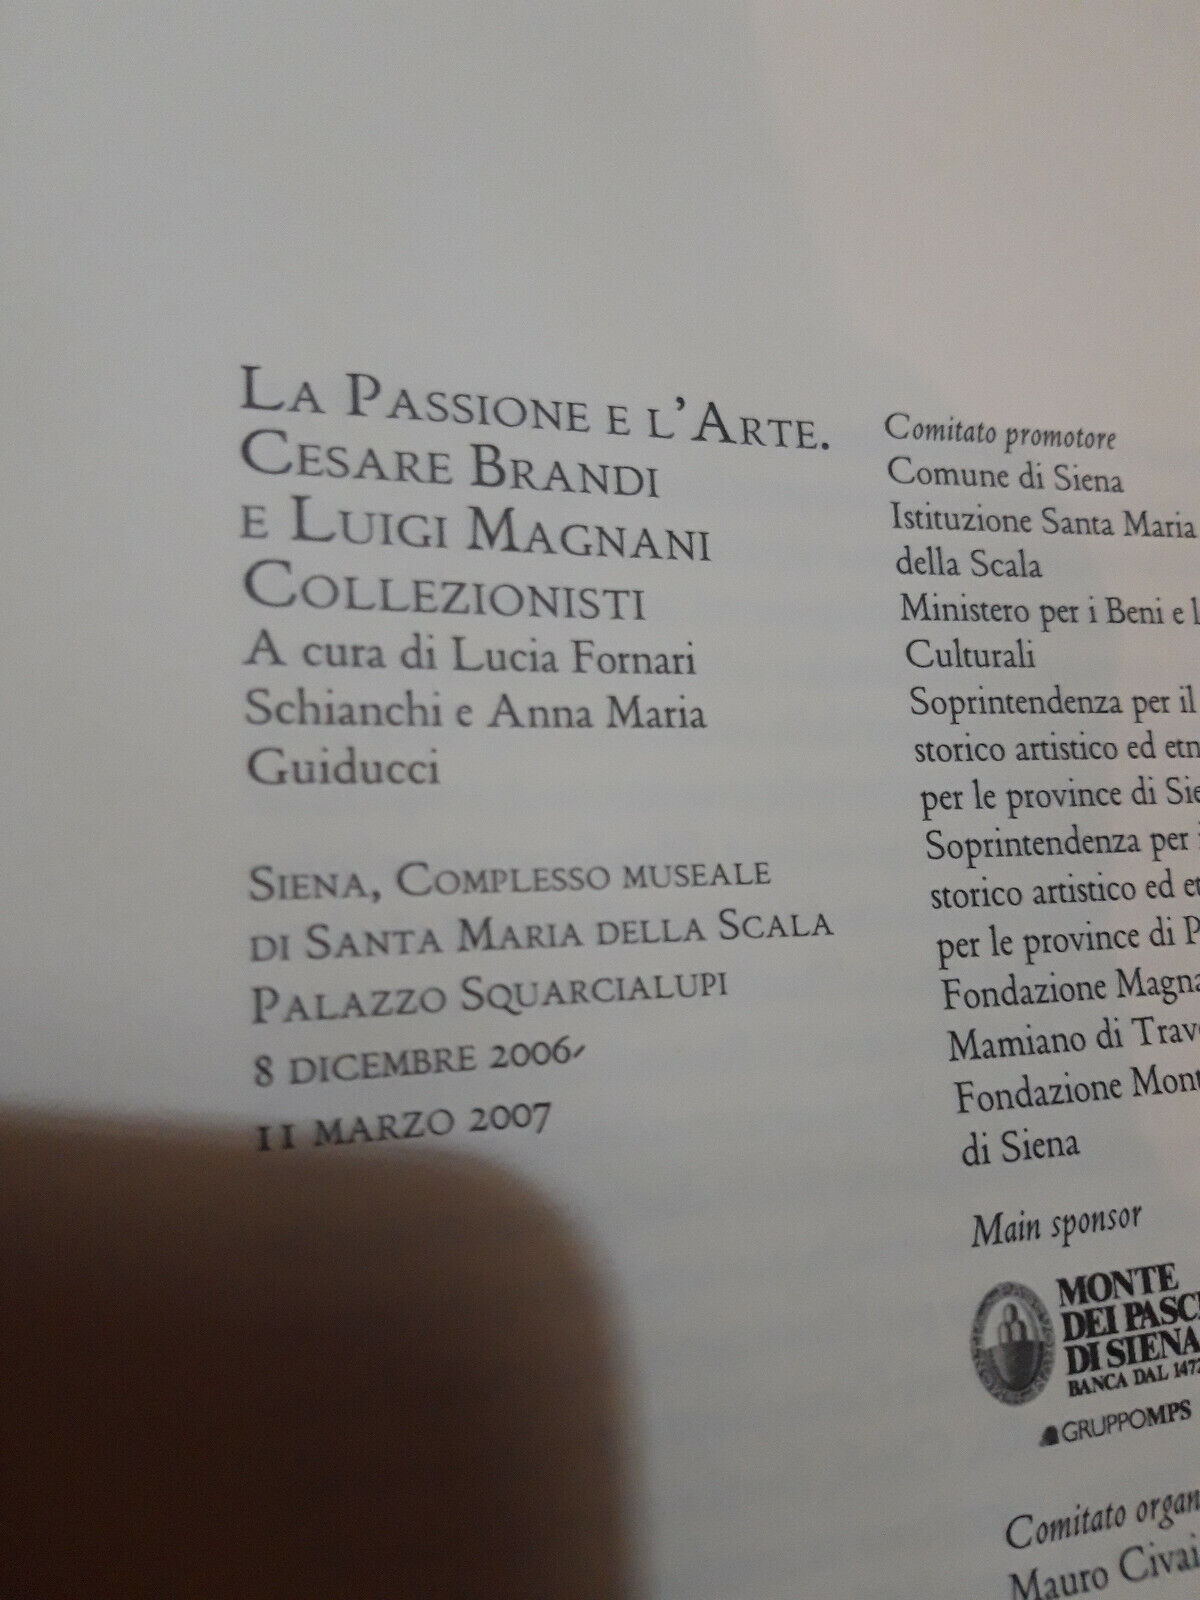 La Passione e l'Arte.
Cesare Brandi
e Luigi Magnani
Collezionisti
A cura di Lucia Fornari
Schianchi e Anna Maria
Guiducci
Siena, Complesso museale
di Santa Maria della Scala
Palazzo Squarcialupi
8 dicembre 2006-
11 marzo 2007
Comitato promotore
Comune di Siena
Istituzione Santa Maria
della Scala
Ministero per i Beni e
Culturali
Soprintendenza per il
storico artistico ed
per le province di
Soprintendenza per
storico artistico ed
per le province di
Fondazione
Mamiano di
Fondazione
di Siena
Main sponsor
MONTE
DEI
DI SIENA
BANCA DAL 1472
GRUPPOMPS
Comitato
Mauro